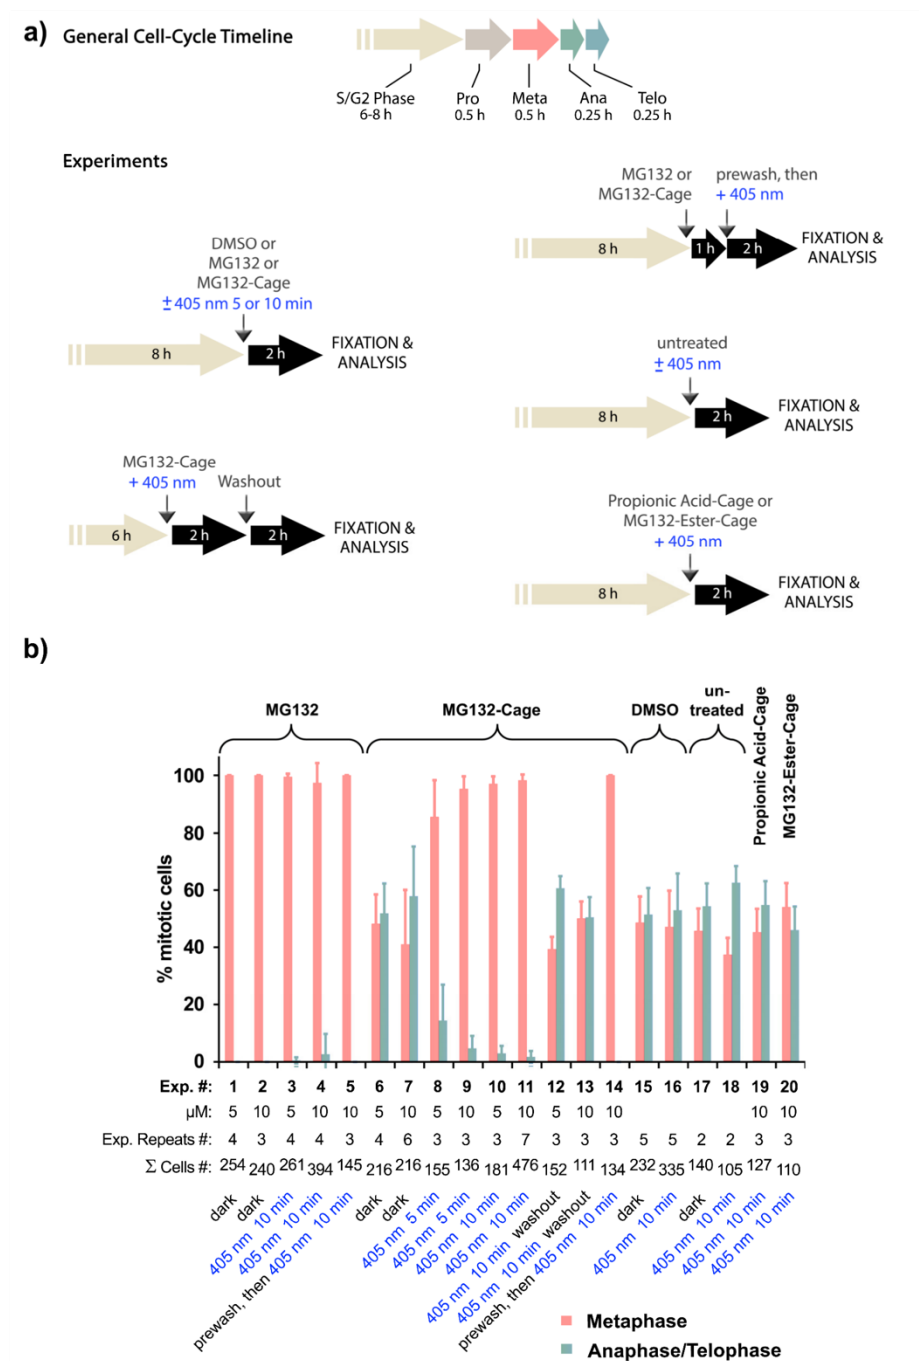 a) General Cell-Cycle Timeline
S/G2 Phase Pro Meta Ana Telo
6-8 h 0.5 h 0.5 h 0.25 h 0.25 h
Experiments
DMSO or
MG132 or
MG132-Cage
± 405 nm 5 or 10 min
8 h 2 h
FIXATION &
ANALYSIS
MG132-Cage
+ 405 nm Washout
6 h 2 h 2 h
FIXATION &
ANALYSIS
MG132 or prewash, then
MG132-Cage + 405 nm
8 h 1 h 2 h
FIXATION &
ANALYSIS
untreated
± 405 nm
8 h 2 h
FIXATION &
ANALYSIS
Propionic Acid-Cage or
MG132-Ester-Cage
+ 405 nm
8 h 2 h
FIXATION &
ANALYSIS
b)
MG132
MG132-Cage
DMSO
un-
treated
Propionic Acid-Cage
MG132-Ester-Cage
% mitotic cells
100
80
60
40
20
0
Exp. #: 1 2 3 4 5 6 7 8 9 10 11 12 13 14 15 16 17 18 19 20
µM: 5 10 5 10 10 5 10 5 10 5 10 5 10 10 10 10
Exp. Repeats #: 4 3 4 4 3 4 6 3 3 3 7 3 3 3 5 5 2 2 3 3
Σ Cells #: 254 240 261 394 145 216 216 155 136 181 476 152 111 134 232 335 140 105 127 110
dark
dark
405 nm 10 min
405 nm 10 min
prewash, then 405 nm 10 min
dark
dark
405 nm 5 min
405 nm 5 min
405 nm 10 min
405 nm 10 min
405 nm 10 min washout
405 nm 10 min washout
prewash, then 405 nm 10 min
dark
405 nm 10 min
dark
405 nm 10 min
405 nm 10 min
405 nm 10 min
Metaphase
Anaphase/Telophase